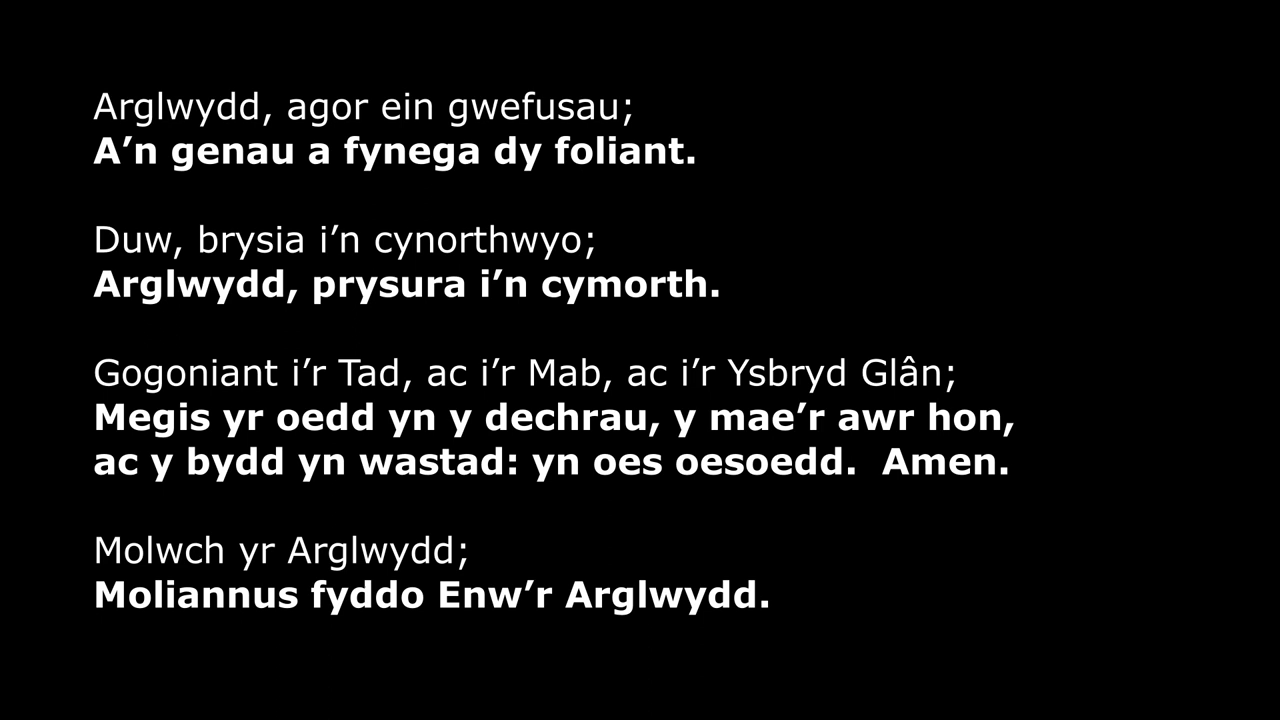 Arglwydd, agor ein gwefusau;
A’n genau a fynega dy foliant.
Duw, brysia i’n cynorthwyo;
Arglwydd, prysura i’n cymorth.
Gogoniant i’r Tad, ac i’r Mab, ac i’r Ysbryd Glân;
Megis yr oedd yn y dechrau, y mae’r awr hon,
ac y bydd yn wastad: yn oes oesoedd.  Amen.
Molwch yr Arglwydd;
Moliannus fyddo Enw’r Arglwydd.